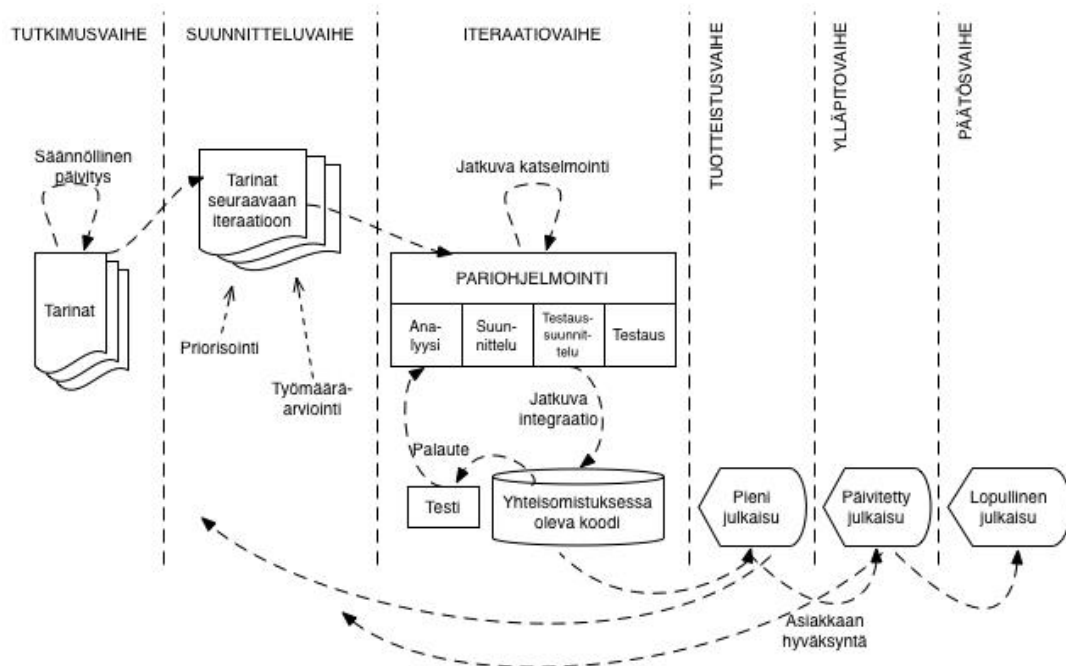 TUTKIMUSVAIHE
SUUNNITTELUVAIHE
ITERAATIOVAIHE
TUOTTEISTUSVAIHE
YLLÄPITOVAIHE
PÄÄTÖSVAIHE
Säännöllinen
päivitys
Tarinat
Tarinat
seuraavaan
iteraatioon
Priorisointi
Työmäärä-
arviointi
Jatkuva katselmointi
PARIOHJELMOINTI
Ana-
lyysi
Suun-
nittelu
Testaus-
suunnit-
telu
Testaus
Jatkuva
integraatio
Palaute
Testi
Yhteisomistuksessa
oleva koodi
Pieni
julkaisu
Päivitetty
julkaisu
Lopullinen
julkaisu
Asiakkaan
hyväksyntä